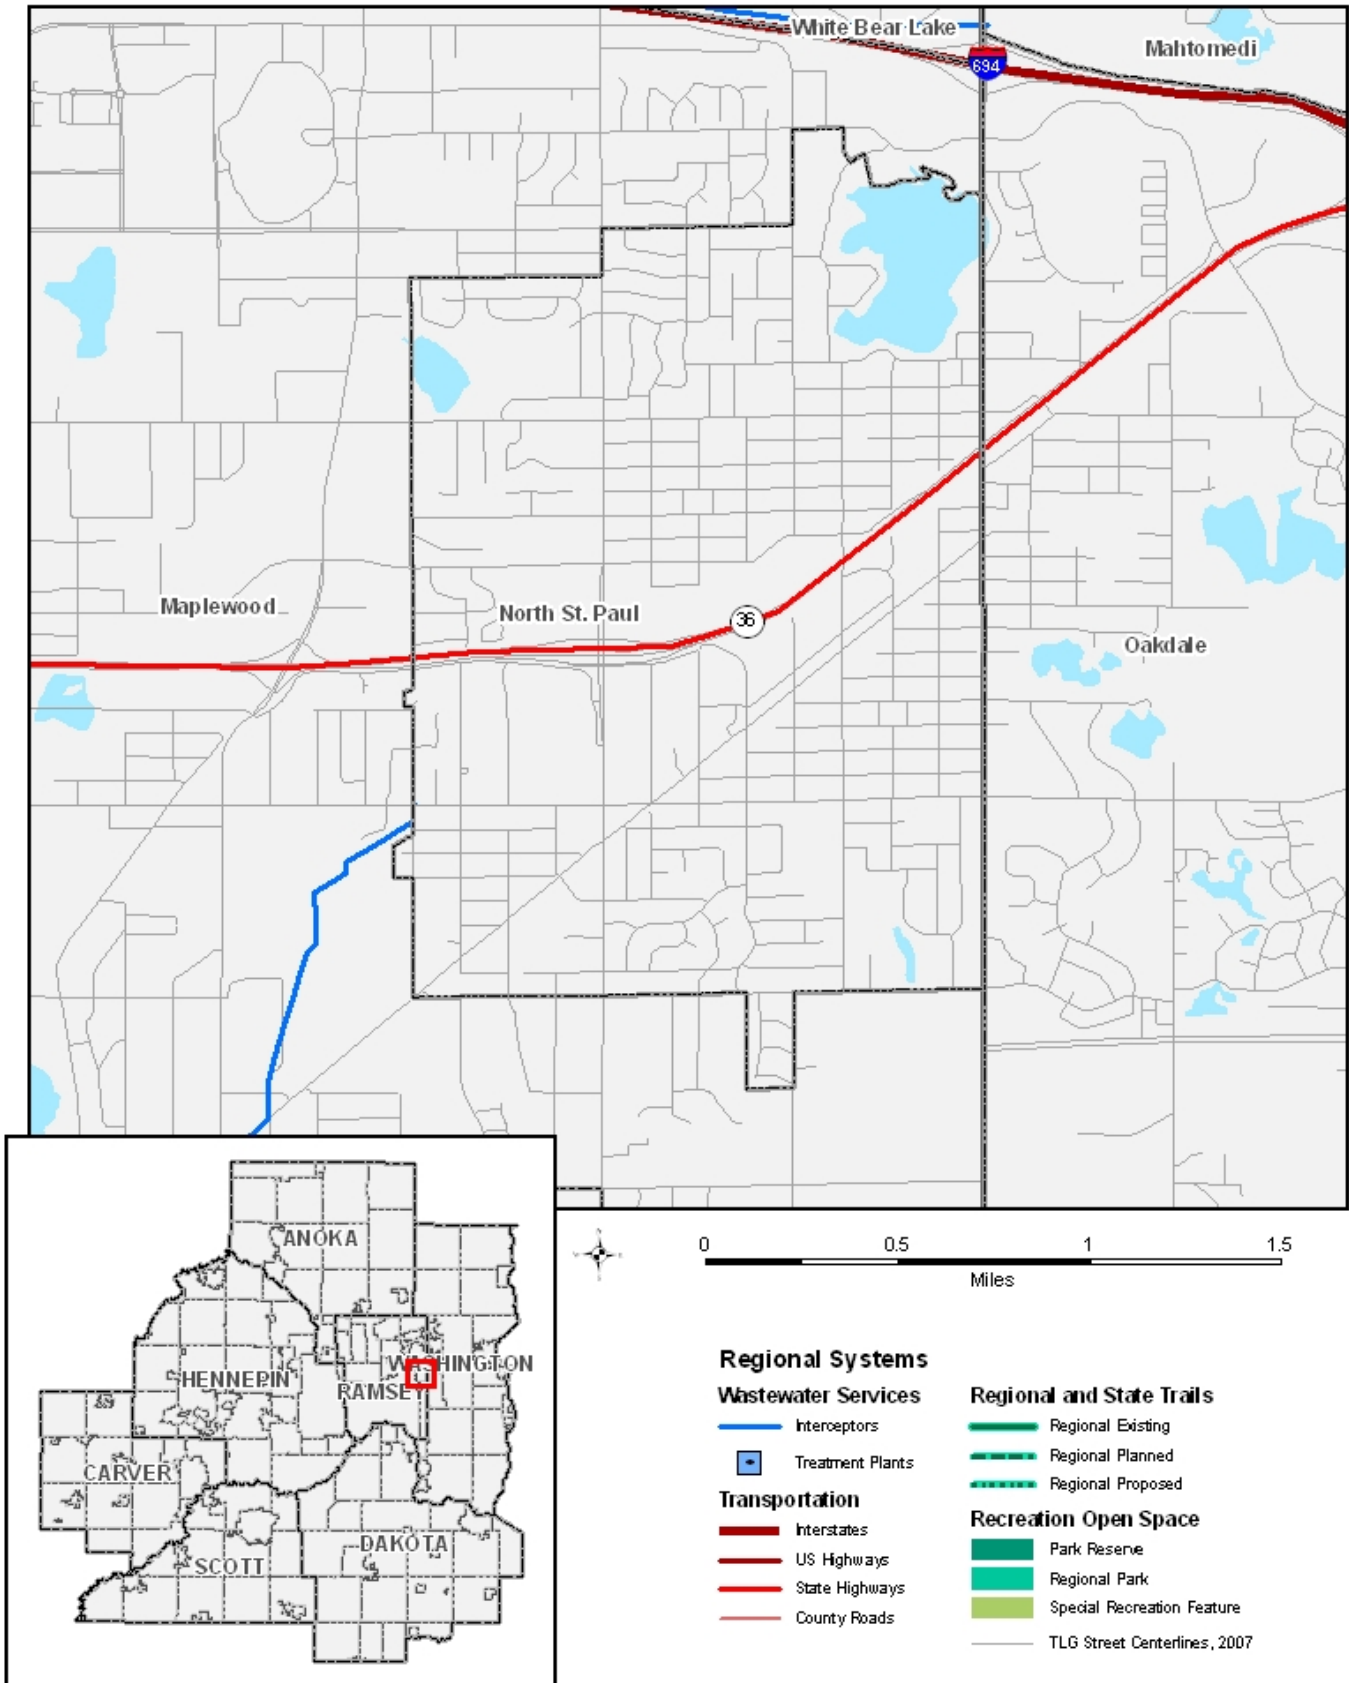 White Bear Lake
Mahtomedi
694
Maplewood
North St. Paul
36
Oakdale
ANOKA
WASHINGTON
HENNEPIN
RAMSEY
CARVER
DAKOTA
SCOTT
0 0.5 1 1.5
Miles
Regional Systems
Wastewater Services
Interceptors
Treatment Plants
Transportation
Interstates
US Highways
State Highways
County Roads
Regional and State Trails
Regional Existing
Regional Planned
Regional Proposed
Recreation Open Space
Park Reserve
Regional Park
Special Recreation Feature
TLG Street Centerlines, 2007